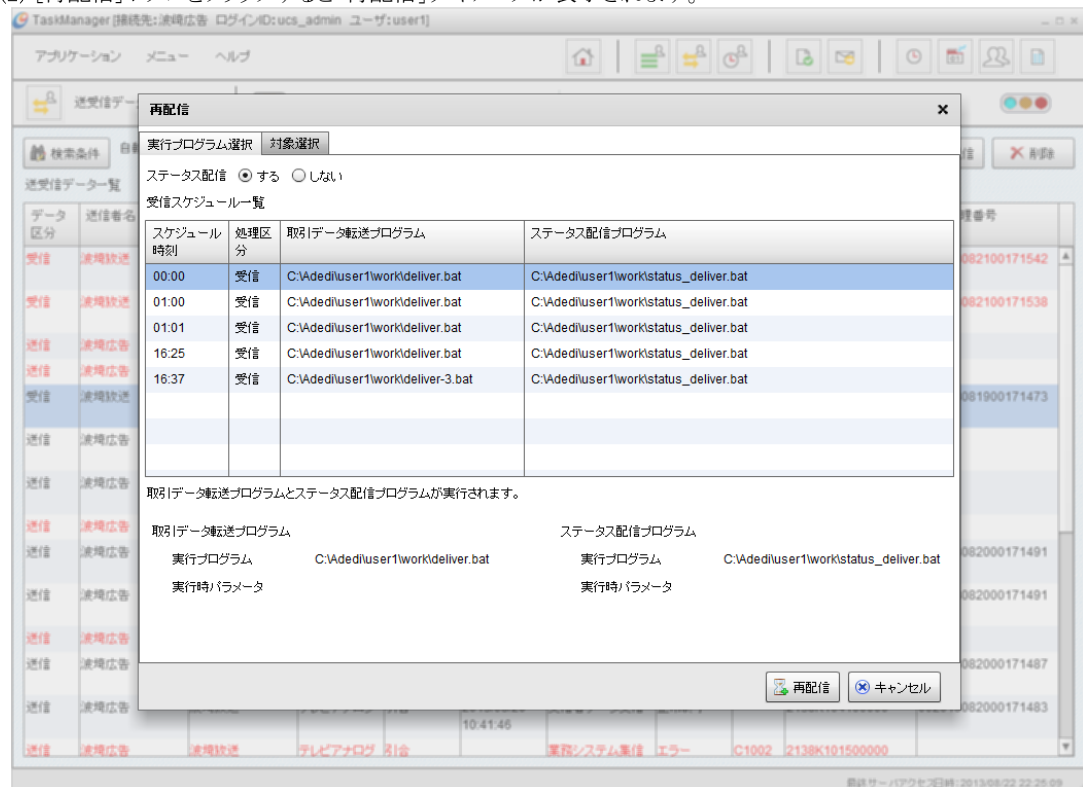 TaskManager [接続先:波崎広告 ログインID:ucs_admin ユーザ:user1]
アプリケーション メニュー ヘルプ
送受信デー
再配信
検索条件
削除
送受信データ一覧
実行プログラム選択 対象選択
ステータス配信 する しない
受信スケジュール一覧
データ区分 送信者名
スケジュール時刻 処理区分 取引データ転送プログラム ステータス配信プログラム
00:00 受信 C:\Adedi\user1\work\deliver.bat C:\Adedi\user1\work\status_deliver.bat
01:00 受信 C:\Adedi\user1\work\deliver.bat C:\Adedi\user1\work\status_deliver.bat
01:01 受信 C:\Adedi\user1\work\deliver.bat C:\Adedi\user1\work\status_deliver.bat
16:25 受信 C:\Adedi\user1\work\deliver.bat C:\Adedi\user1\work\status_deliver.bat
16:37 受信 C:\Adedi\user1\work\deliver-3.bat C:\Adedi\user1\work\status_deliver.bat
取引データ転送プログラムとステータス配信プログラムが実行されます。
取引データ転送プログラム ステータス配信プログラム
実行プログラム C:\Adedi\user1\work\deliver.bat 実行プログラム C:\Adedi\user1\work\status_deliver.bat
実行時パラメータ 実行時パラメータ
再配信 キャンセル
082100171542
082100171538
081900171473
082000171491
082000171491
082000171487
082000171483
10:41:46
送信 テレビアナログ 引合 業務システム集信 エラー C1002 2138K101500000
最終サーバアクセス日時:2013/08/22 22:25:09